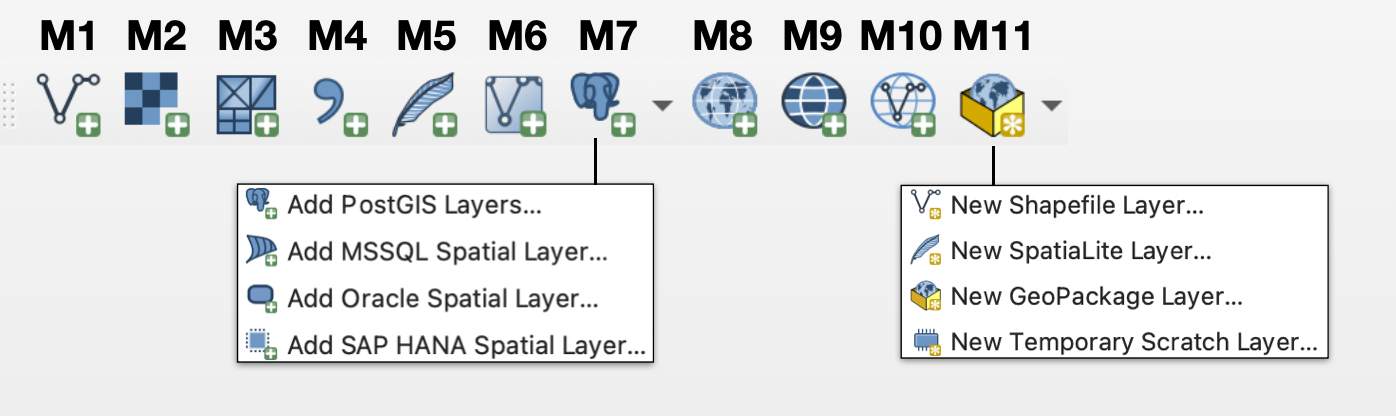 M1 M2 M3 M4 M5 M6 M7 M8 M9 M10 M11
Add PostGIS Layers...
Add MSSQL Spatial Layer...
Add Oracle Spatial Layer...
Add SAP HANA Spatial Layer...
New Shapefile Layer...
New SpatiaLite Layer...
New GeoPackage Layer...
New Temporary Scratch Layer...